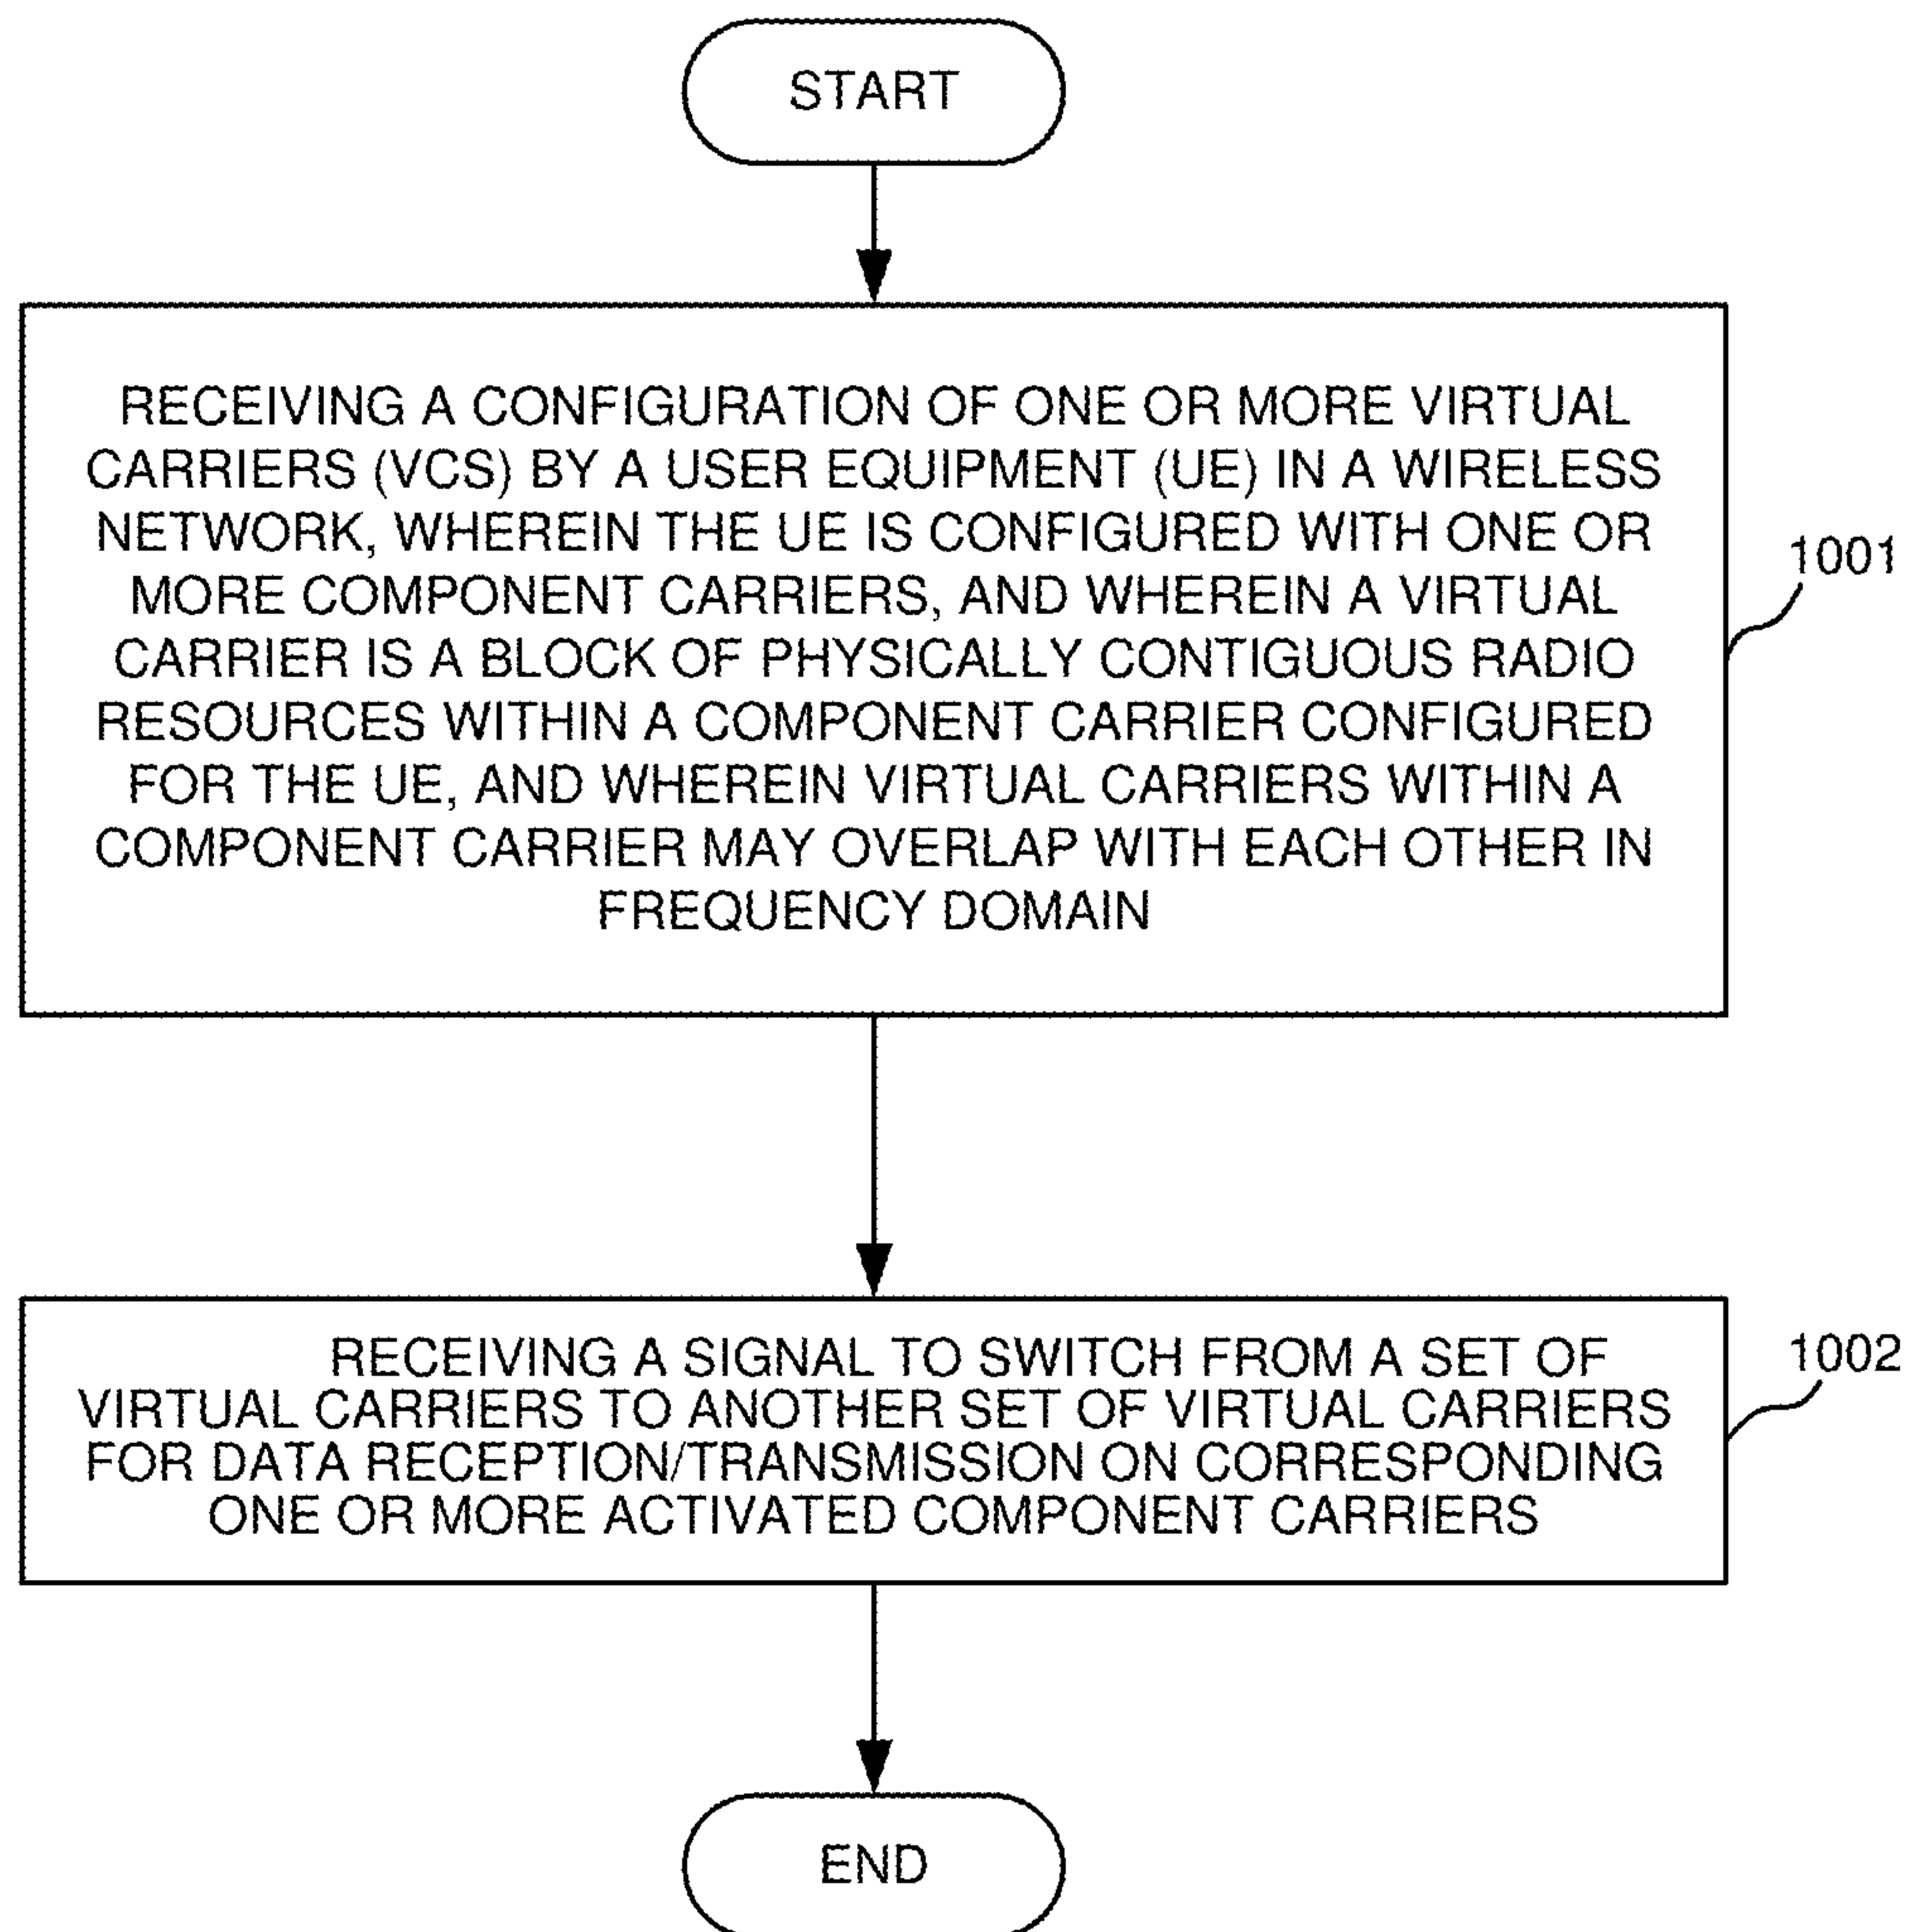 START
RECEIVING A CONFIGURATION OF ONE OR MORE VIRTUAL
CARRIERS (VCS) BY A USER EQUIPMENT (UE) IN A WIRELESS
NETWORK, WHEREIN THE UE IS CONFIGURED WITH ONE OR
MORE COMPONENT CARRIERS, AND WHEREIN A VIRTUAL
CARRIER IS A BLOCK OF PHYSICALLY CONTIGUOUS RADIO
RESOURCES WITHIN A COMPONENT CARRIER CONFIGURED
FOR THE UE, AND WHEREIN VIRTUAL CARRIERS WITHIN A
COMPONENT CARRIER MAY OVERLAP WITH EACH OTHER IN
FREQUENCY DOMAIN
1001
RECEIVING A SIGNAL TO SWITCH FROM A SET OF
VIRTUAL CARRIERS TO ANOTHER SET OF VIRTUAL CARRIERS
FOR DATA RECEPTION/TRANSMISSION ON CORRESPONDING
ONE OR MORE ACTIVATED COMPONENT CARRIERS
1002
END